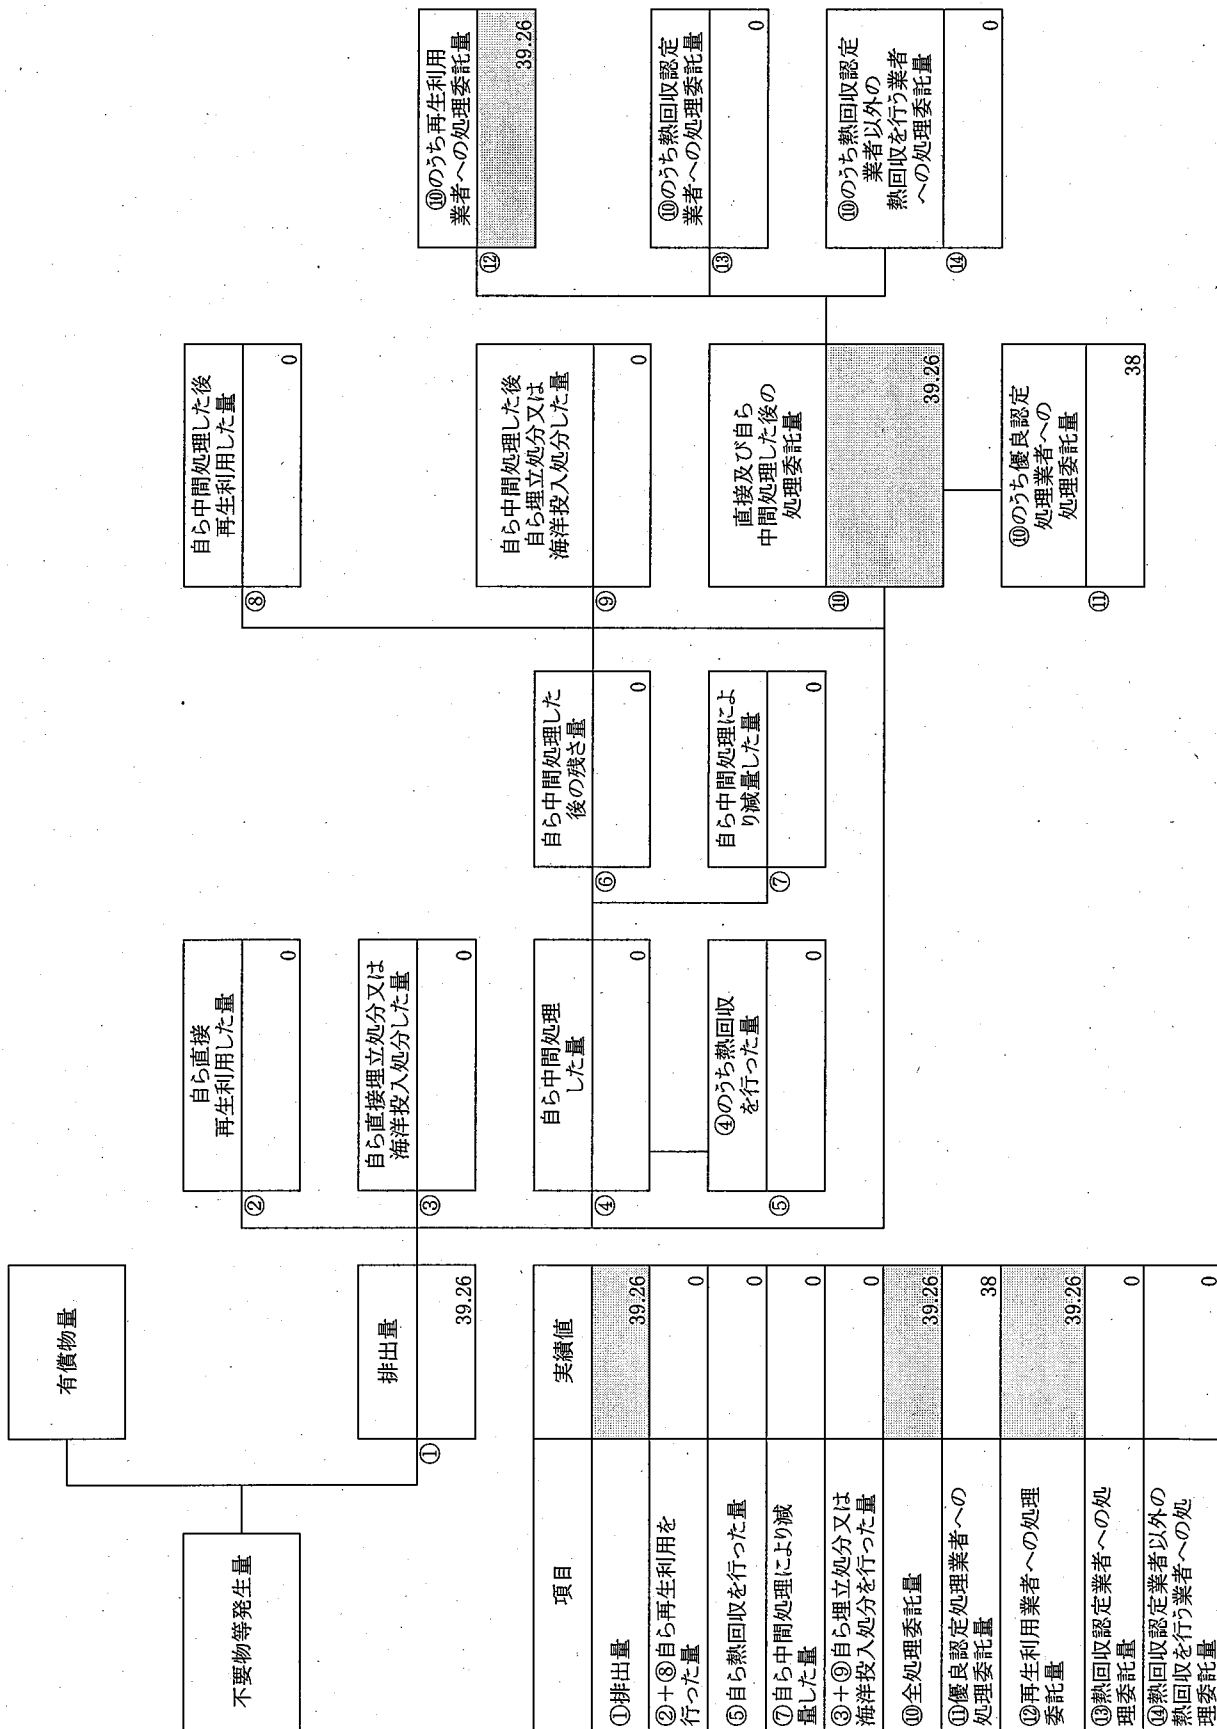 不要物等発生量
有償物量
①
排出量
39.26
②
自ら直接
再生利用した量
0
③
自ら直接埋立処分又は
海洋投入処分した量
0
④
自ら中間処理
した量
0
⑤
④のうち熱回収
を行った量
0
⑥
自ら中間処理した
後の残さ量
0
⑦
自ら中間処理によ
り減量した量
0
⑧
自ら中間処理した後
再生利用した量
0
⑨
自ら中間処理した後
自ら埋立処分又は
海洋投入処分した量
0
⑩
直接及び自ら
中間処理した後の
処理委託量
39.26
⑪
⑩のうち優良認定
処理業者への
処理委託量
38
⑫
⑩のうち再生利用
業者への処理委託量
39.26
⑬
⑩のうち熱回収認定
業者への処理委託量
0
⑭
⑩のうち熱回収認定
業者以外の
熱回収を行う業者
への処理委託量
0
項目
実績値
①排出量
39.26
②+⑧自ら再生利用を
行った量
0
⑤自ら熱回収を行った量
0
⑦自ら中間処理により減
量した量
0
③+⑨自ら埋立処分又は
海洋投入処分を行った量
0
⑩全処理委託量
39.26
⑪優良認定処理業者への
処理委託量
38
⑫再生利用業者への処理
委託量
39.26
⑬熱回収認定業者への処
理委託量
0
⑭熱回収認定業者以外の
熱回収を行う業者への処
理委託量
0